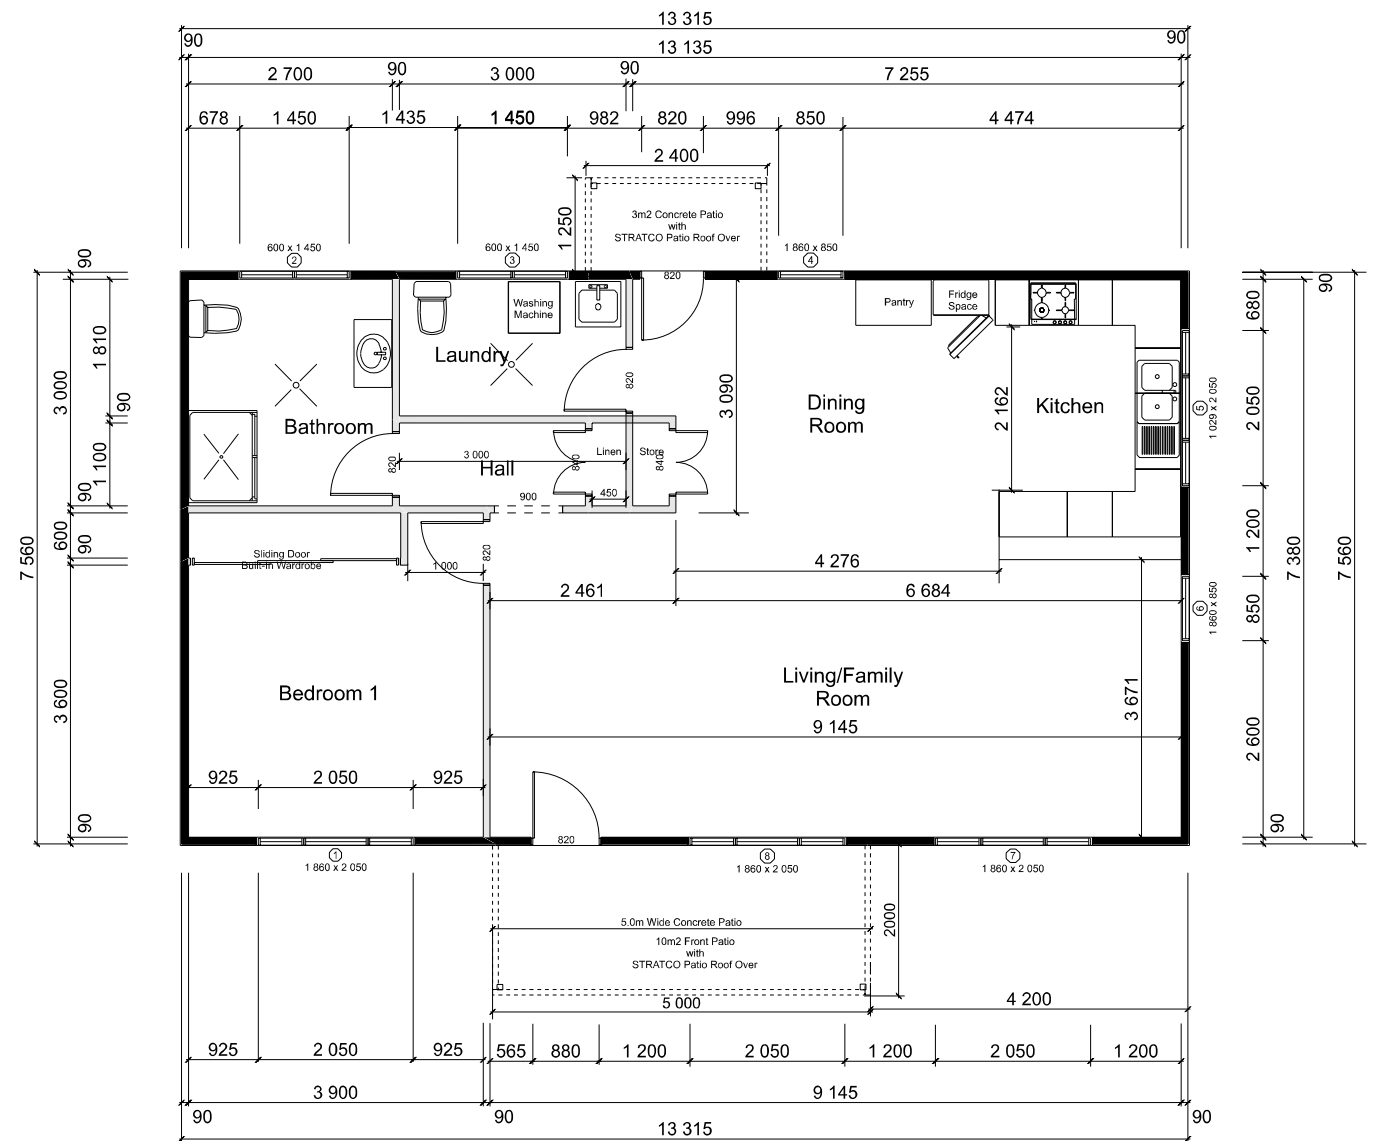 13 315
90
13 135
90
2 700
90
3 000
90
7 255
678
1 450
1 435
1 450
982
820
996
850
4 474
2 400
1 250
3m2 Concrete Patio
with
STRATCO Patio Roof Over
600 x 1 450
2
600 x 1 450
3
1 860 x 850
4
820
90
1 810
3 000
90
1 100
90
600
90
7 560
3 600
90
Washing
Machine
Laundry
820
Bathroom
820
3 000
Hall
800
Linen
Store
840
450
900
3 090
Pantry
Fridge
Space
Dining
Room
2 162
Kitchen
5
1 029 x 2 050
90
680
2 050
1 200
7 380
7 560
850
2 600
90
6
1 860 x 850
Sliding Door
Built-in Wardrobe
1 000
820
4 276
2 461
6 684
Bedroom 1
Living/Family
Room
9 145
3 671
925
2 050
925
820
1
1 860 x 2 050
8
1 860 x 2 050
7
1 860 x 2 050
5.0m Wide Concrete Patio
10m2 Front Patio
with
STRATCO Patio Roof Over
2000
5 000
4 200
925
2 050
925
565
880
1 200
2 050
1 200
2 050
1 200
3 900
9 145
90
90
90
13 315